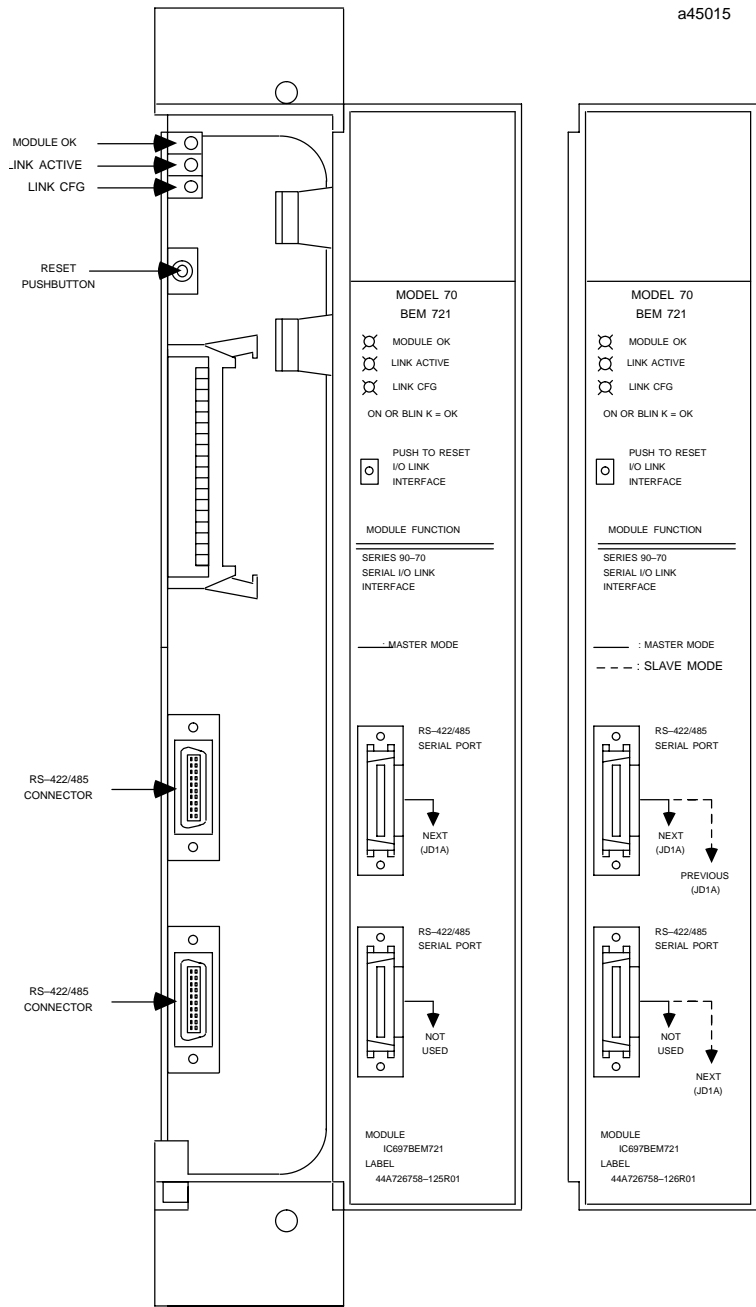 a45015
MODULE OK
LINK ACTIVE
LINK CFG
RESET
PUSHBUTTON
RS–422/485
CONNECTOR
RS–422/485
CONNECTOR
MODEL 70
BEM 721
MODULE OK
LINK ACTIVE
LINK CFG
ON OR BLIN K = OK
PUSH TO RESET
I/O LINK
INTERFACE
MODULE FUNCTION
SERIES 90–70
SERIAL I/O LINK
INTERFACE
: MASTER MODE
RS–422/485
SERIAL PORT
NEXT
(JD1A)
RS–422/485
SERIAL PORT
NOT
USED
MODULE
IC697BEM721
LABEL
44A726758–125R01
MODEL 70
BEM 721
MODULE OK
LINK ACTIVE
LINK CFG
ON OR BLIN K = OK
PUSH TO RESET
I/O LINK
INTERFACE
MODULE FUNCTION
SERIES 90–70
SERIAL I/O LINK
INTERFACE
: MASTER MODE
: SLAVE MODE
RS–422/485
SERIAL PORT
NEXT
(JD1A)
PREVIOUS
(JD1A)
RS–422/485
SERIAL PORT
NOT
USED
NEXT
(JD1A)
MODULE
IC697BEM721
LABEL
44A726758–126R01